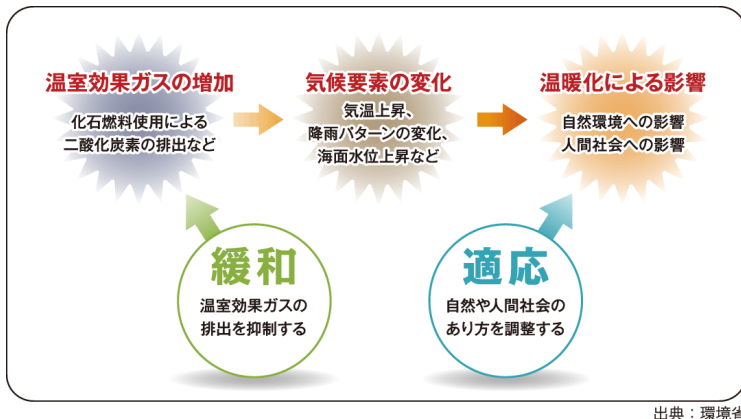 温室効果ガスの増加
化石燃料使用による
二酸化炭素の排出など
気候要素の変化
気温上昇、
降雨パターンの変化、
海面水位上昇など
温暖化による影響
自然環境への影響
人間社会への影響
緩和
温室効果ガスの
排出を抑制する
適応
自然や人間社会の
あり方を調整する
出典：環境省